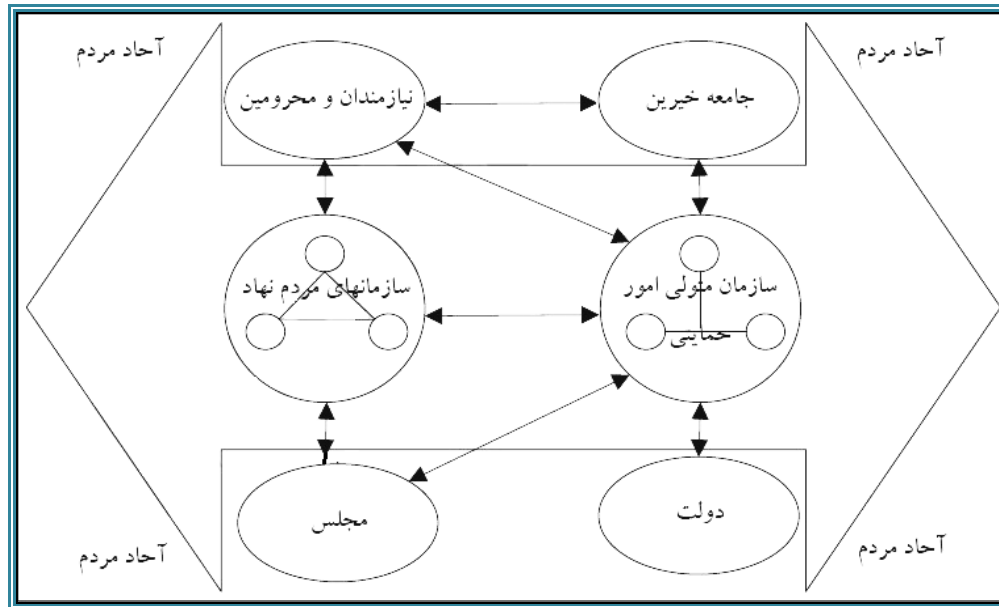 آحاد مردم
آحاد مردم
جامعه خیرین
نیازمندان و محرومین
سازمان متولی امور
حمایتی
سازمانهای مردم نهاد
دولت
مجلس
آحاد مردم
آحاد مردم